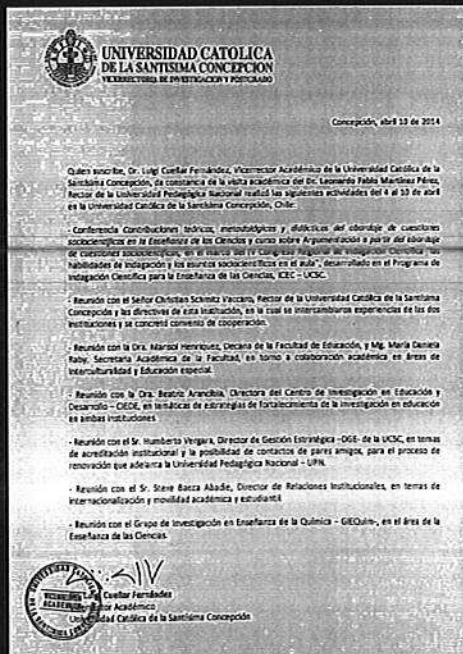 UNIVERSIDAD CATOLICA
DE LA SANTISIMA CONCEPCION
VICERRECTORIA DE INVESTIGACION Y POSTGRADO
Concepción, abril 10 de 2014
Quien suscribe, Dr. Luigi Cuellar Fernández, Vicerrector Académico de la Universidad Católica de la
Santísima Concepción, da constancia de la visita académica del Dr. Leonardo Fabio Martínez Pérez,
Rector de la Universidad Pedagógica Nacional realizó las siguientes actividades del 4 al 10 de abril
en la Universidad Católica de la Santísima Concepción, Chile:
- Conferencia Contribuciones teóricas, metodológicas y didácticas del abordaje de cuestiones
sociocientíficas en la Enseñanza de las Ciencias y curso sobre Argumentación a partir del abordaje
de cuestiones sociocientíficas, en el marco del IV Congreso de Indagación Científica "las
habilidades de indagación y los asuntos sociocientíficos en el aula", desarrollado en el Programa de
Indagación Científica para la Enseñanza de las Ciencias, ICEC – UCSC.
- Reunión con el Señor Christian Schmitz Vaccaro, Rector de la Universidad Católica de la Santísima
Concepción y las directivas de esta institución, en la cual se intercambiaron experiencias de las dos
instituciones y se concretó convenio de cooperación.
- Reunión con la Dra. Marisol Henríquez, Decana de la Facultad de Educación, y Mg. María Daniela
Raby, Secretaria Académica de la Facultad, en torno a colaboración académica en áreas de
Interculturalidad y Educación especial.
- Reunión con la Dra. Beatriz Arancibia, Directora del Centro de Investigación en Educación y
Desarrollo – CIEDE, en temáticas de estrategias de fortalecimiento de la investigación en educación
en ambas instituciones.
- Reunión con el Sr. Humberto Vergara, Director de Gestión Estratégica –DGE- de la UCSC, en temas
de acreditación institucional y la posibilidad de contactos de pares amigos, para el proceso de
renovación que adelanta la Universidad Pedagógica Nacional – UPN.
- Reunión con el Sr. Steve Baeza Abadie, Director de Relaciones Institucionales, en temas de
internacionalización y movilidad académica y estudiantil.
- Reunión con el Grupo de Investigación en Enseñanza de la Química – GIEQuim-, en el área de la
Enseñanza de las Ciencias.
VICERRECTORIA
ACADEMICA
Cuellar Fernández
Académico
Universidad Católica de la Santísima Concepción